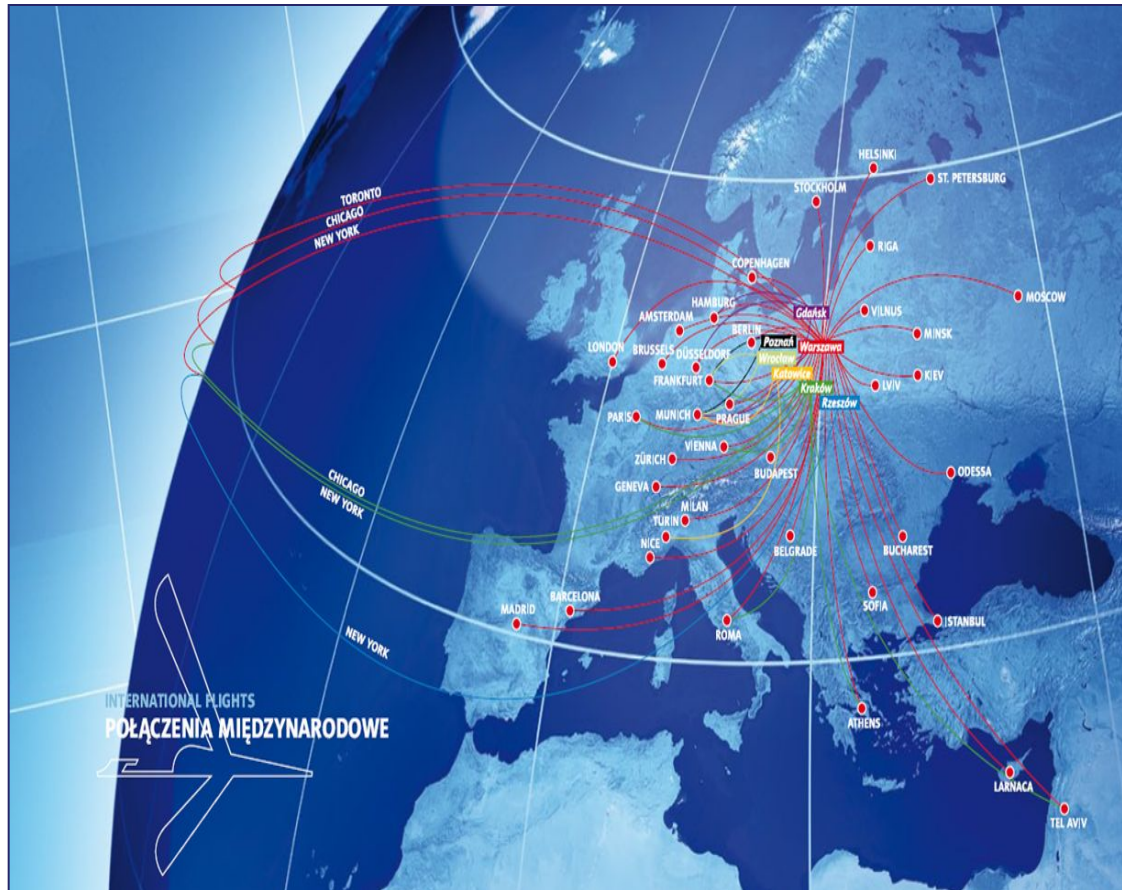 HELSINKI
ST. PETERSBURG
STOCKHOLM
TORONTO
CHICAGO
NEW YORK
RIGA
COPENHAGEN
MOSCOW
HAMBURG
Gdańsk
VILNUS
AMSTERDAM
BERLIN
MINSK
LONDON
BRUSSELS
DÜSSELDORF
Poznań
Warszawa
Wrocław
FRANKFURT
Katowice
KIEV
LVIV
Kraków
Rzeszów
PARIS
MUNICH
PRAGUE
VIENNA
ZÜRICH
BUDAPEST
ODESSA
CHICAGO
NEW YORK
GENEVA
MILAN
TURIN
NICE
BELGRADE
BUCHAREST
BARCELONA
MADRID
SOFIA
ISTANBUL
ROMA
NEW YORK
INTERNATIONAL FLIGHTS
POŁĄCZENIA MIĘDZYNARODOWE
ATHENS
LARNACA
TEL AVIV